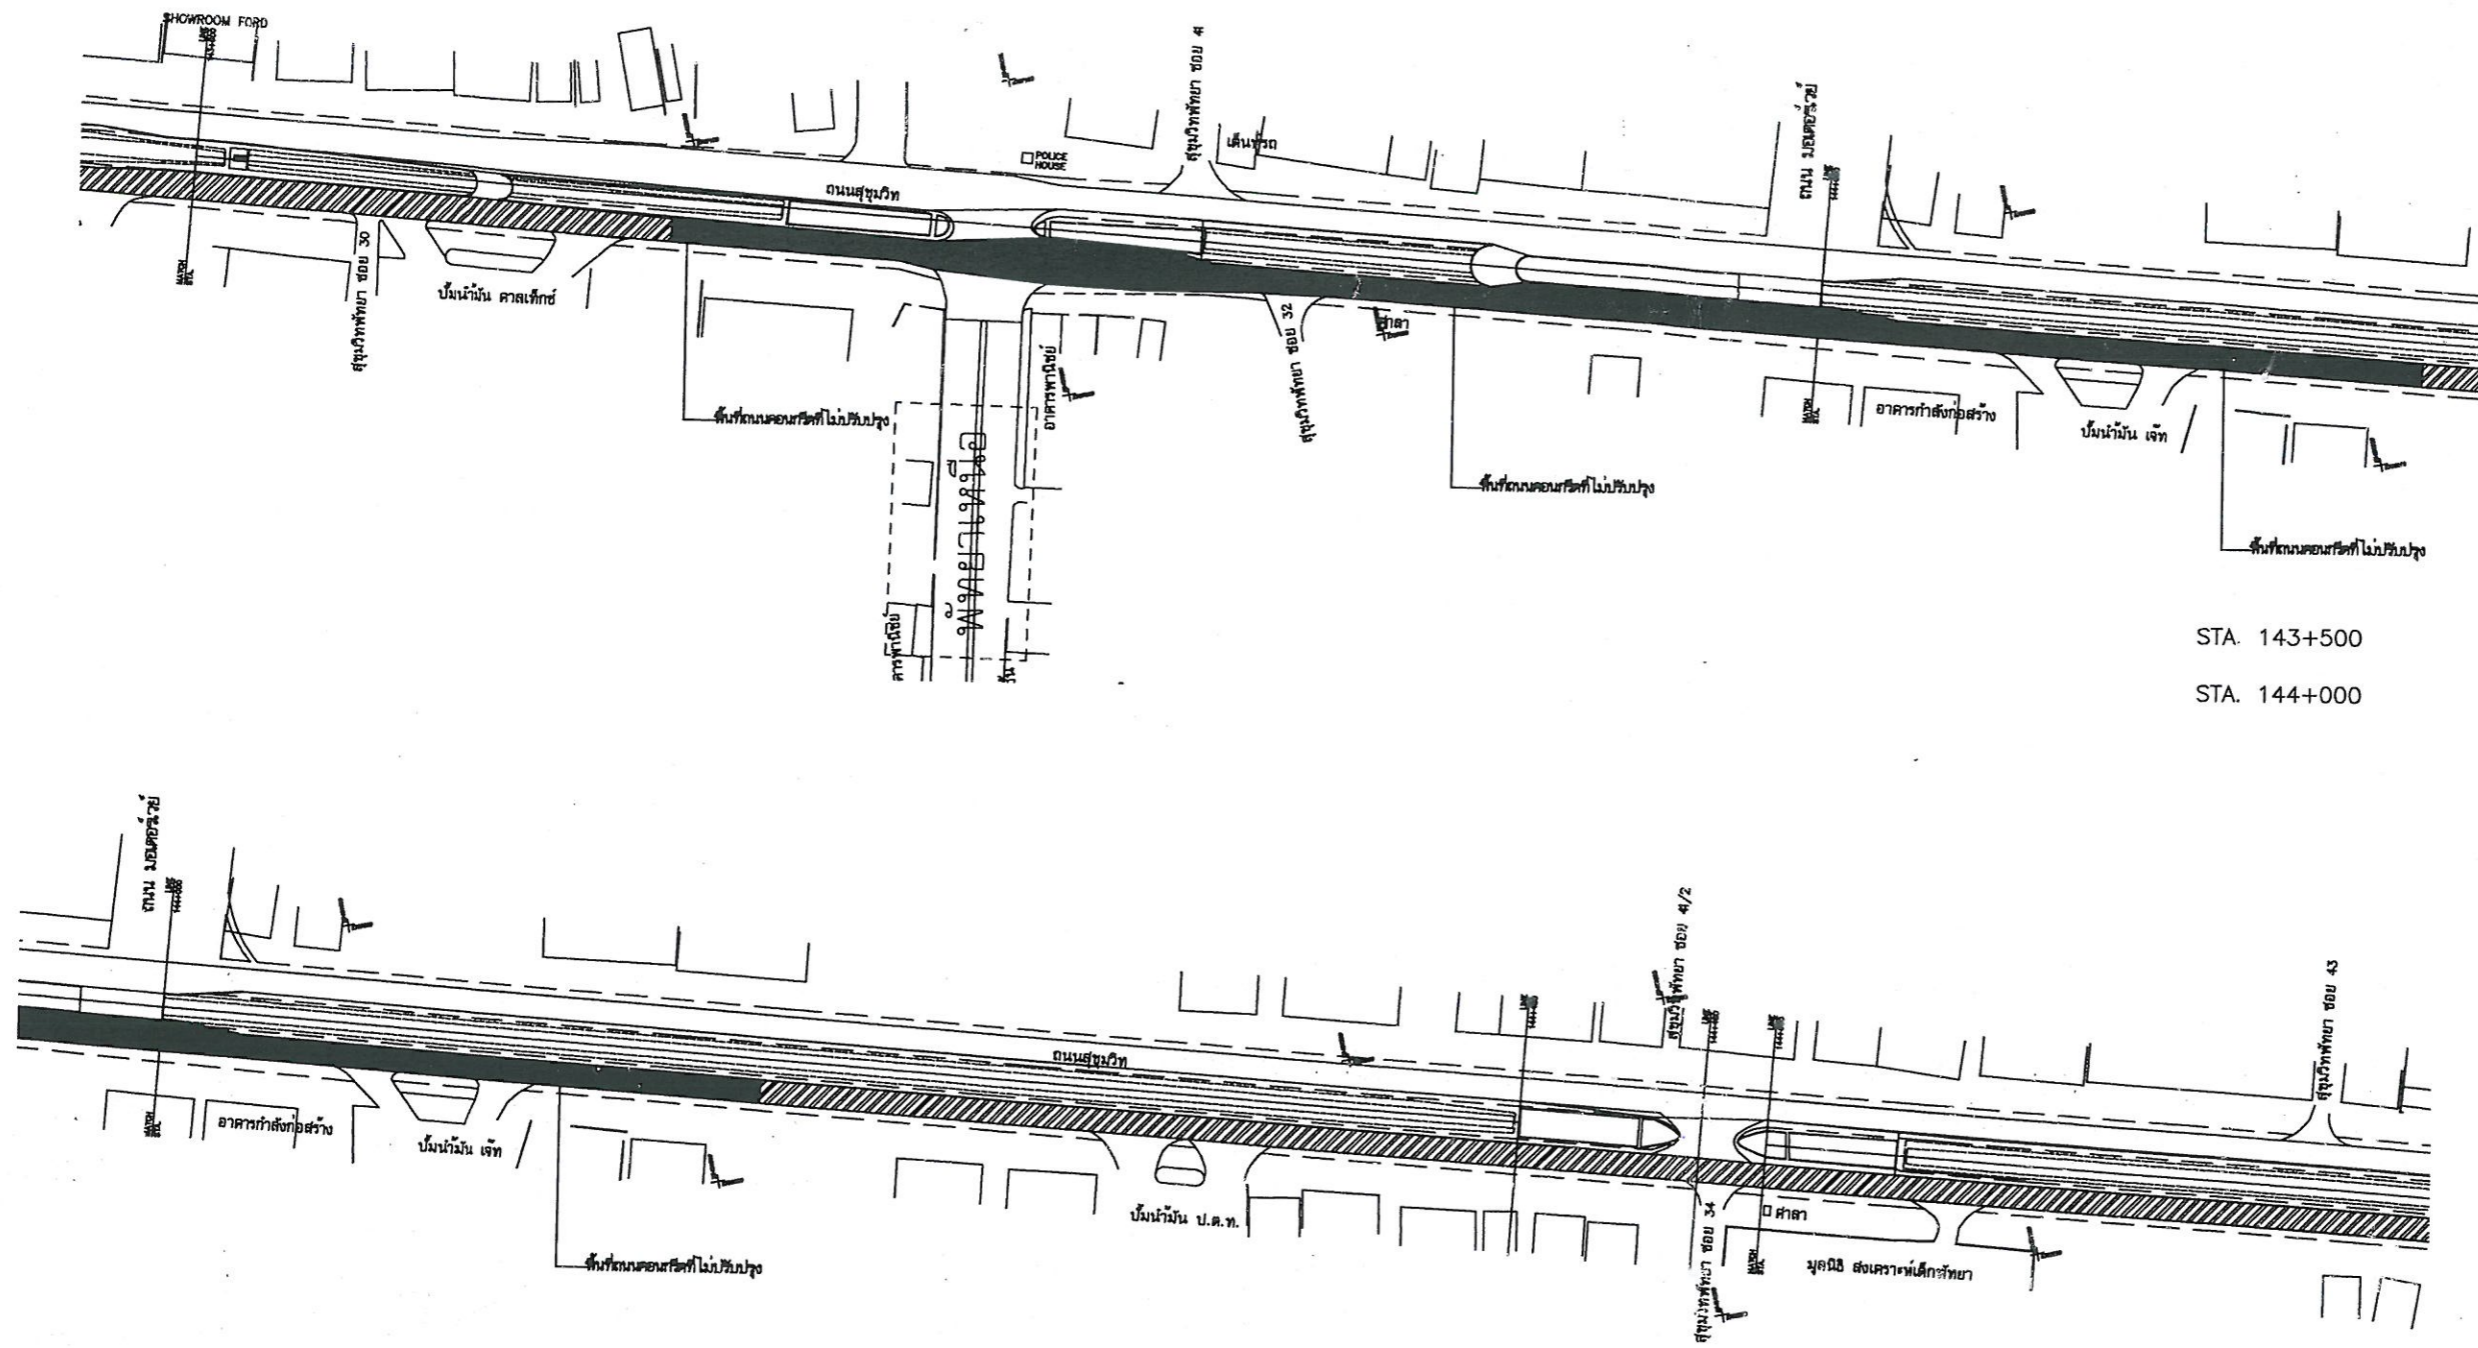 SHOWROOM FORD
สุขุมวิทพัทยา ซอย 41
ถนน มอเตอร์เวย์
เต็นท์รถ
POLICE
HOUSE
ถนนสุขุมวิท
สุขุมวิทพัทยา ซอย 30
ปั๊มน้ำมัน คาลเท็กซ์
สุขุมวิทพัทยา ซอย 32
ศาลา
อาคารพานิชย์
พื้นที่ถนนคอนกรีตที่ไม่ปรับปรุง
พื้นที่ถนนคอนกรีตที่ไม่ปรับปรุง
อาคารกำลังก่อสร้าง
ปั๊มน้ำมัน เจ๊ท
พื้นที่ถนนคอนกรีตที่ไม่ปรับปรุง
MATCH
STA.
MATCH
STA.
STA. 143+500
STA. 144+000
ถนน มอเตอร์เวย์
สุขุมวิทพัทยา ซอย 41/2
สุขุมวิทพัทยา ซอย 43
ถนนสุขุมวิท
อาคารกำลังก่อสร้าง
ปั๊มน้ำมัน เจ๊ท
ปั๊มน้ำมัน ป.ต.ท.
สุขุมวิทพัทยา ซอย 34
ศาลา
มูลนิธิ สงเคราะห์เด็กพัทยา
พื้นที่ถนนคอนกรีตที่ไม่ปรับปรุง
MATCH
STA.
MATCH
STA.